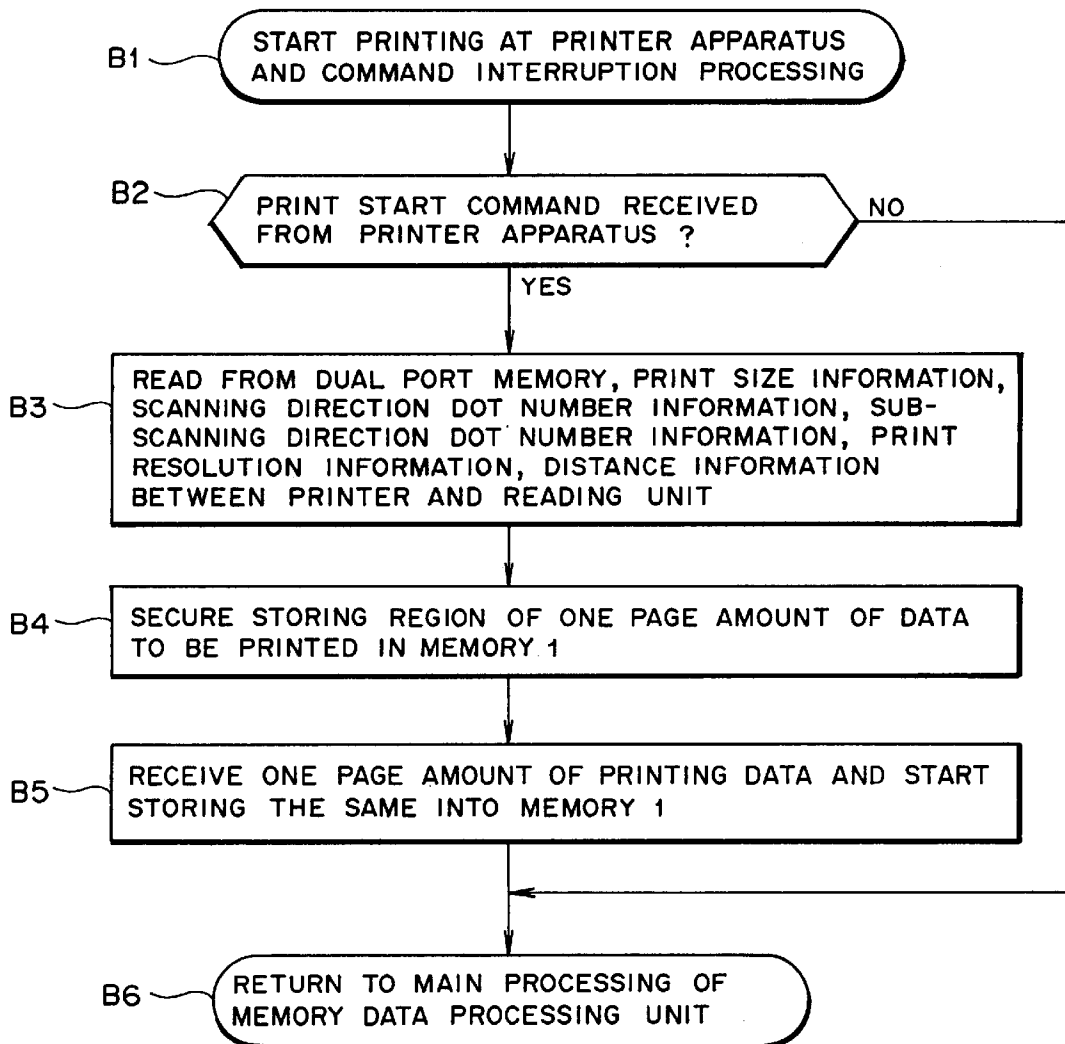 B1
START PRINTING AT PRINTER APPARATUS
AND COMMAND INTERRUPTION PROCESSING
B2
PRINT START COMMAND RECEIVED
FROM PRINTER APPARATUS ?
NO
YES
B3
READ FROM DUAL PORT MEMORY, PRINT SIZE INFORMATION,
SCANNING DIRECTION DOT NUMBER INFORMATION, SUB-
SCANNING DIRECTION DOT NUMBER INFORMATION, PRINT
RESOLUTION INFORMATION, DISTANCE INFORMATION
BETWEEN PRINTER AND READING UNIT
B4
SECURE STORING REGION OF ONE PAGE AMOUNT OF DATA
TO BE PRINTED IN MEMORY 1
B5
RECEIVE ONE PAGE AMOUNT OF PRINTING DATA AND START
STORING THE SAME INTO MEMORY 1
B6
RETURN TO MAIN PROCESSING OF
MEMORY DATA PROCESSING UNIT